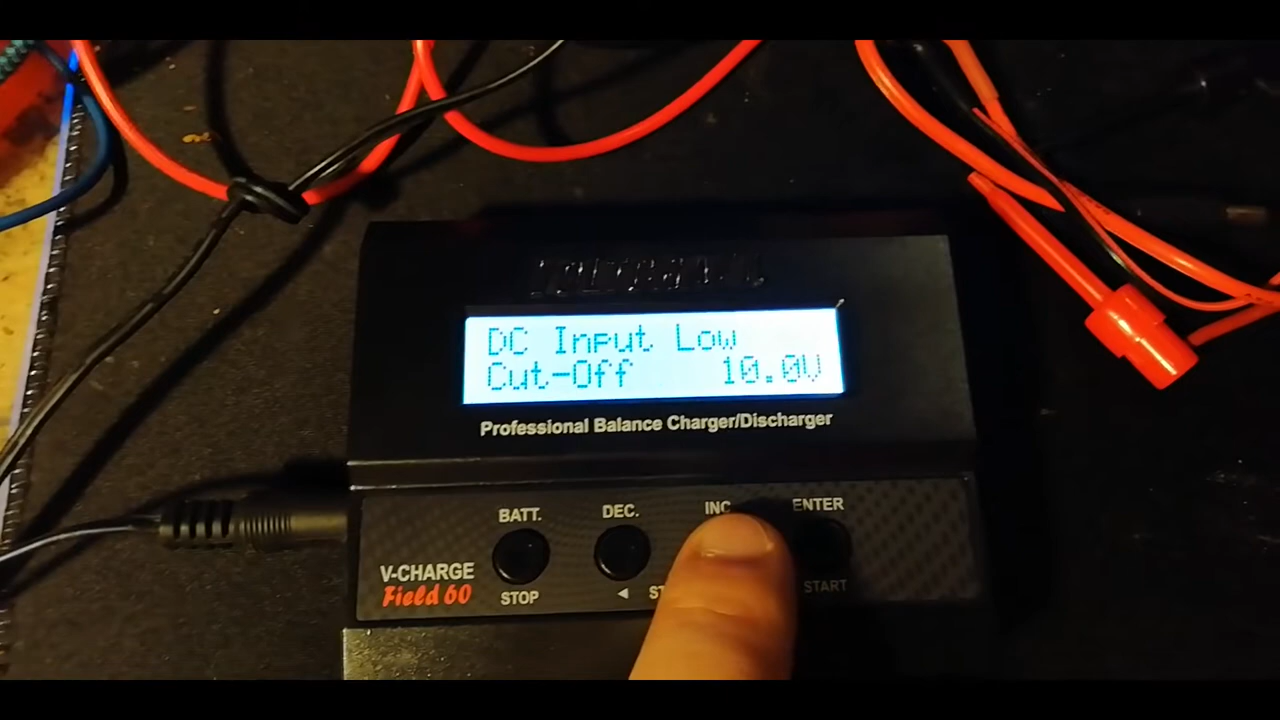 DC Input Low
Cut-Off 10.0V
Professional Balance Charger/Discharger
BATT. DEC. INC. ENTER
V-CHARGE
Field 60
STOP ◄ START